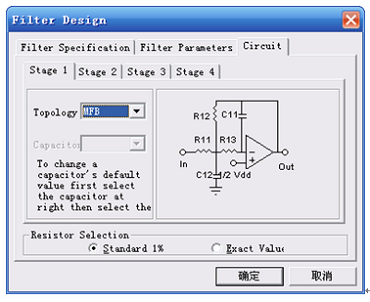 Filter Design
Filter Specification
Filter Parameters
Circuit
Stage 1
Stage 2
Stage 3
Stage 4
Topology
MFB
Capacitor
To change a
capacitor's default
value first select
the capacitor at
right then select the
R12
C11
R11
R13
In
Out
C12
1/2 Vdd
Resistor Selection
Standard 1%
Exact Value
确定
取消